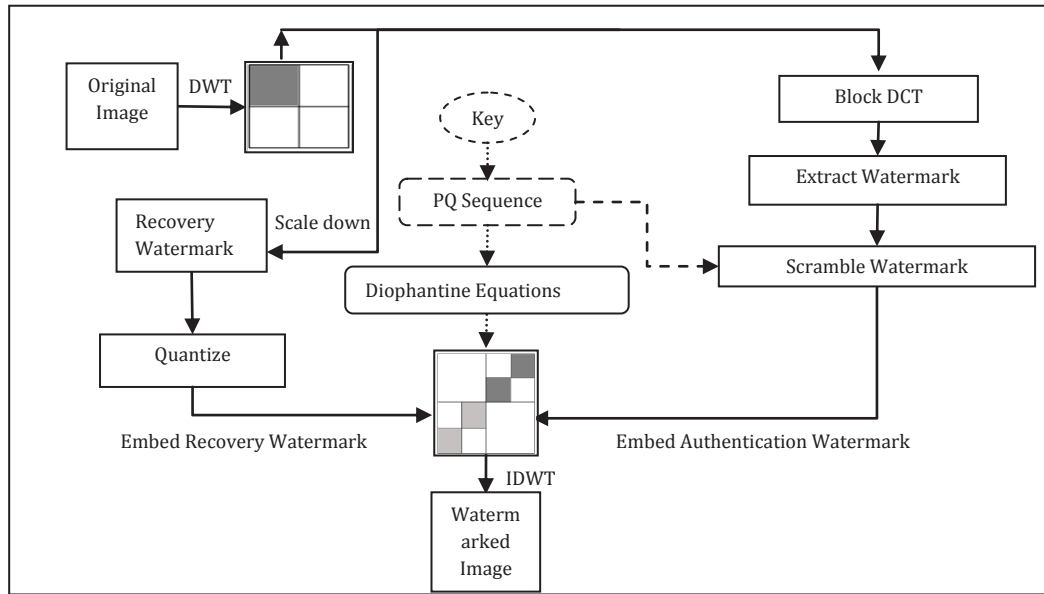 Original
Image
DWT
Block DCT
Key
Extract Watermark
PQ Sequence
Recovery
Watermark
Scale down
Scramble Watermark
Diophantine Equations
Quantize
Embed Recovery Watermark
Embed Authentication Watermark
IDWT
Waterm
arked
Image